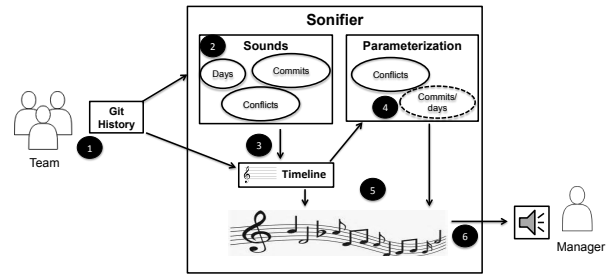 Sonifier
2
Sounds
Days
Commits
Conflicts
Parameterization
Conflicts
4
Commits/
days
Git
History
1
Team
3
Timeline
5
6
Manager